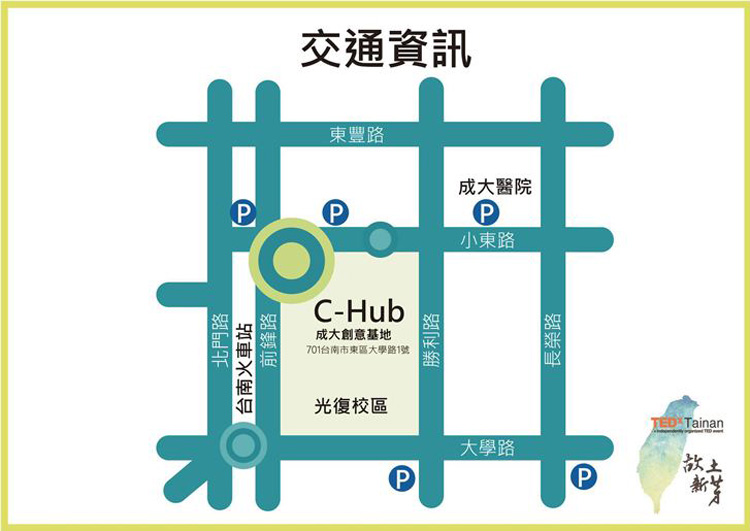 交通資訊
東豐路
成大醫院
P
P
P
小東路
C-Hub
成大創意基地
701台南市東區大學路1號
北門路
台南火車站
前鋒路
勝利路
長榮路
光復校區
大學路
P
P
TEDxTainan
x independently organized TED event
故土
新芽